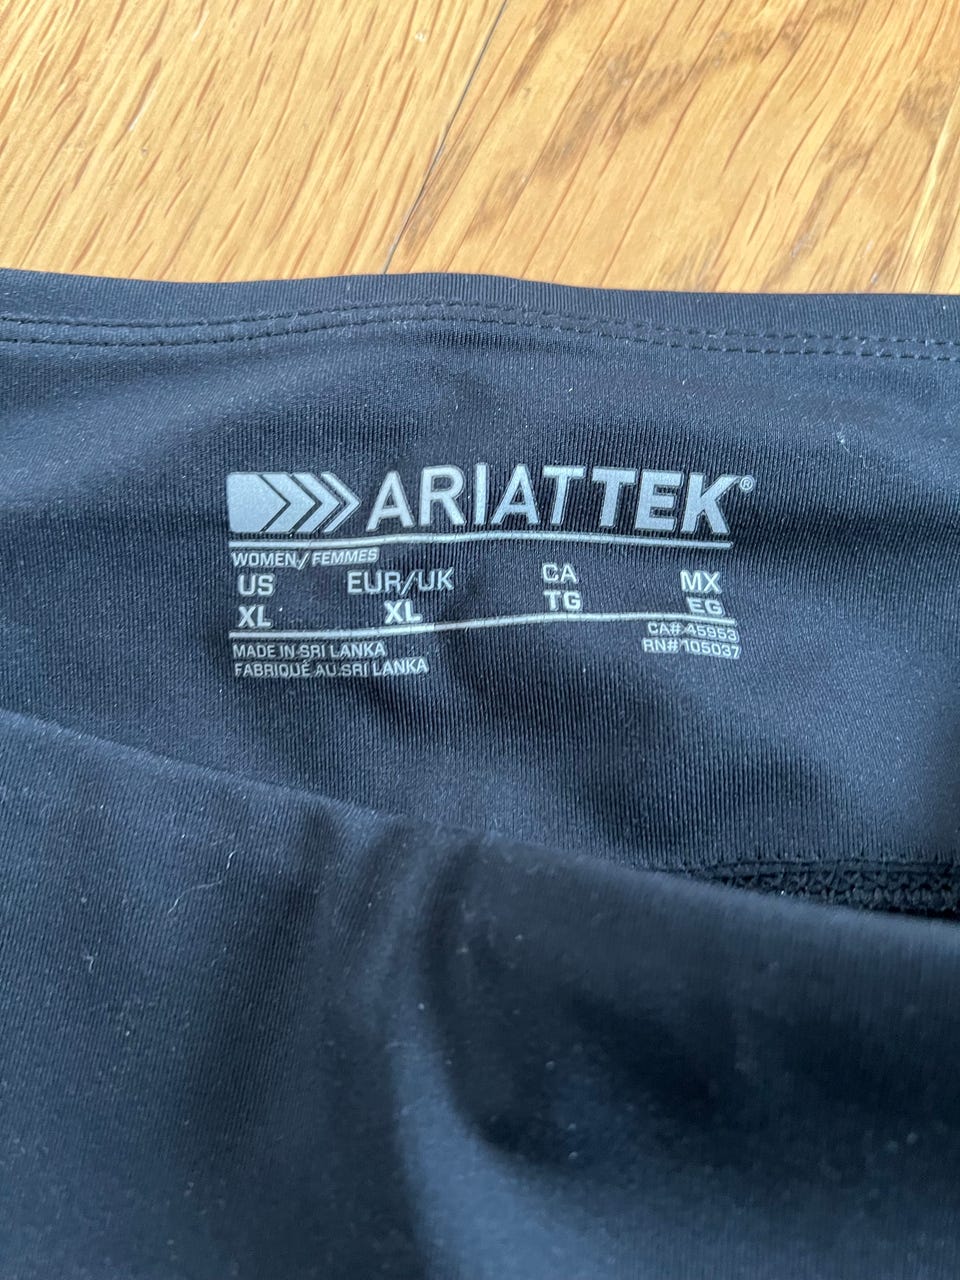 ARIATTEK®
WOMEN/FEMMES
US EUR/UK CA MX
XL XL TG EG
MADE IN SRI LANKA
FABRIQUÉ AU SRI LANKA
CA# 45953
RN# 105037